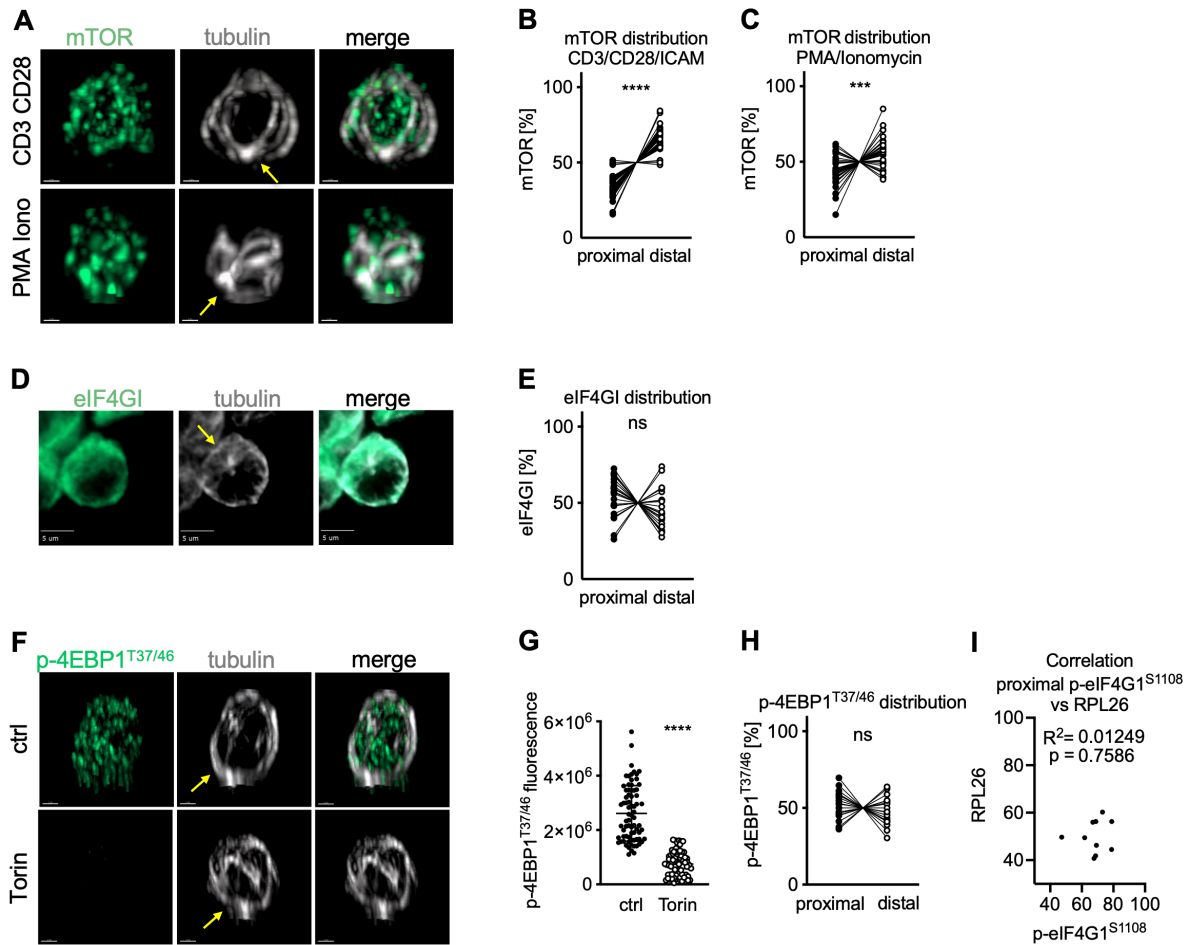 A
mTOR tubulin merge
CD3 CD28
PMA Iono
B
mTOR distribution
CD3/CD28/ICAM
****
100
50
0
mTOR [%]
proximal distal
C
mTOR distribution
PMA/Ionomycin
***
100
50
0
mTOR [%]
proximal distal
D
eIF4GI tubulin merge
5 um 5 um 5 um
E
eIF4GI distribution
ns
100
50
0
eIF4GI [%]
proximal distal
F
p-4EBP1T37/46 tubulin merge
ctrl
Torin
G
****
6×10⁶
4×10⁶
2×10⁶
0
p-4EBP1T37/46 fluorescence
ctrl Torin
H
p-4EBP1T37/46 distribution
ns
100
50
0
p-4EBP1T37/46 [%]
proximal distal
I
Correlation
proximal p-eIF4G1S1108
vs RPL26
R²= 0.01249
p = 0.7586
100
80
60
40
RPL26
40 60 80 100
p-eIF4G1S1108